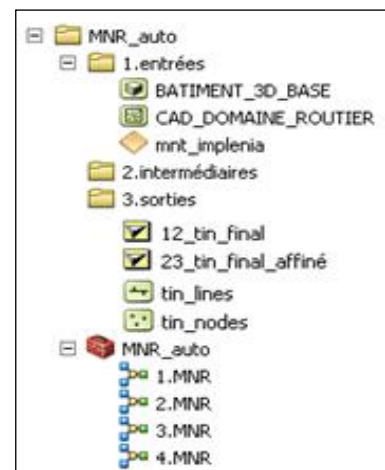 MNR_auto
1.entrées
BATIMENT_3D_BASE
CAD_DOMAINE_ROUTIER
mnt_implenia
2.intermédiaires
3.sorties
12_tin_final
23_tin_final_affiné
tin_lines
tin_nodes
MNR_auto
1.MNR
2.MNR
3.MNR
4.MNR